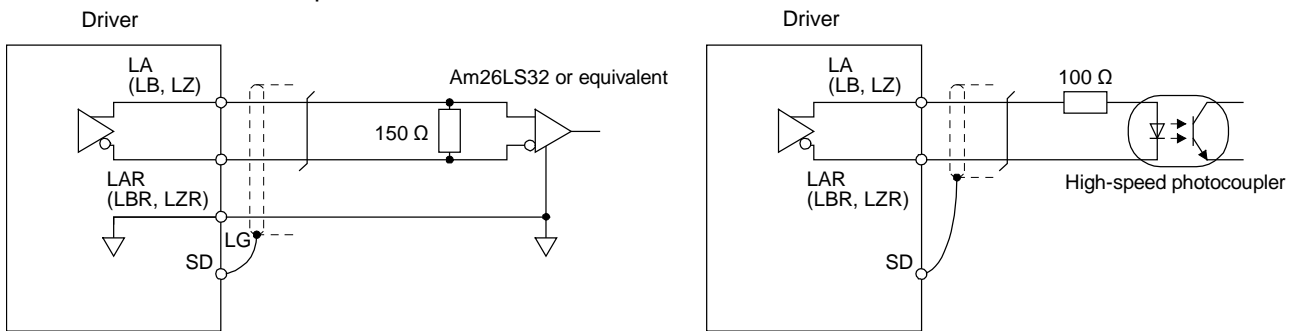 Driver
LA
(LB, LZ)
Am26LS32 or equivalent
150 Ω
LAR
(LBR, LZR)
LG
SD
Driver
LA
(LB, LZ)
100 Ω
LAR
(LBR, LZR)
High-speed photocoupler
SD